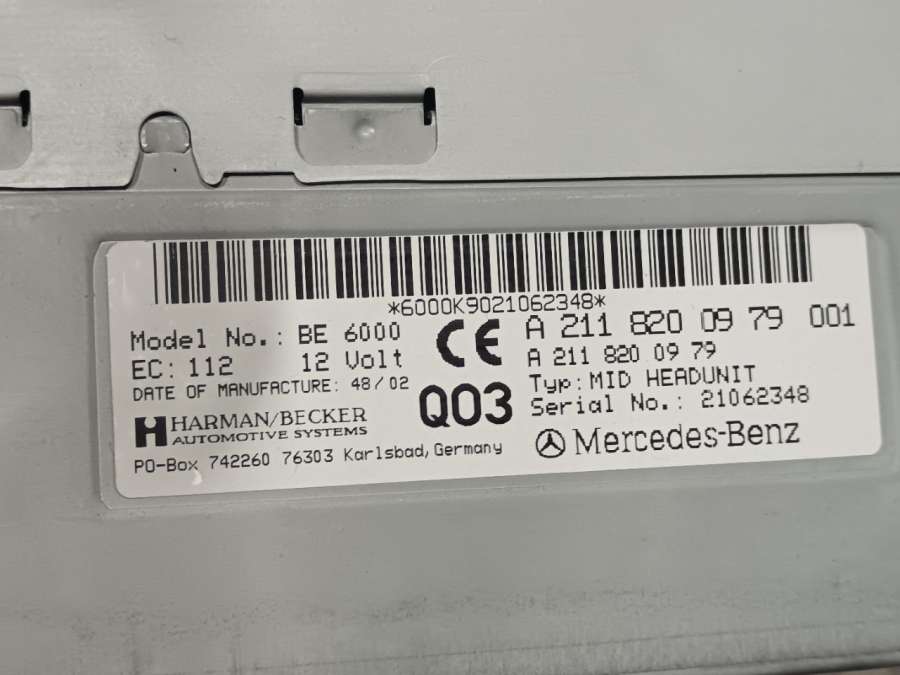 *6000K9021062348*
Model No.: BE 6000
EC: 112 12 Volt
DATE OF MANUFACTURE: 48/02
HARMAN/BECKER
AUTOMOTIVE SYSTEMS
PO-Box 742260 76303 Karlsbad, Germany
CE
Q03
A 211 820 09 79 001
A 211 820 09 79
Typ: MID HEADUNIT
Serial No.: 21062348
Mercedes-Benz